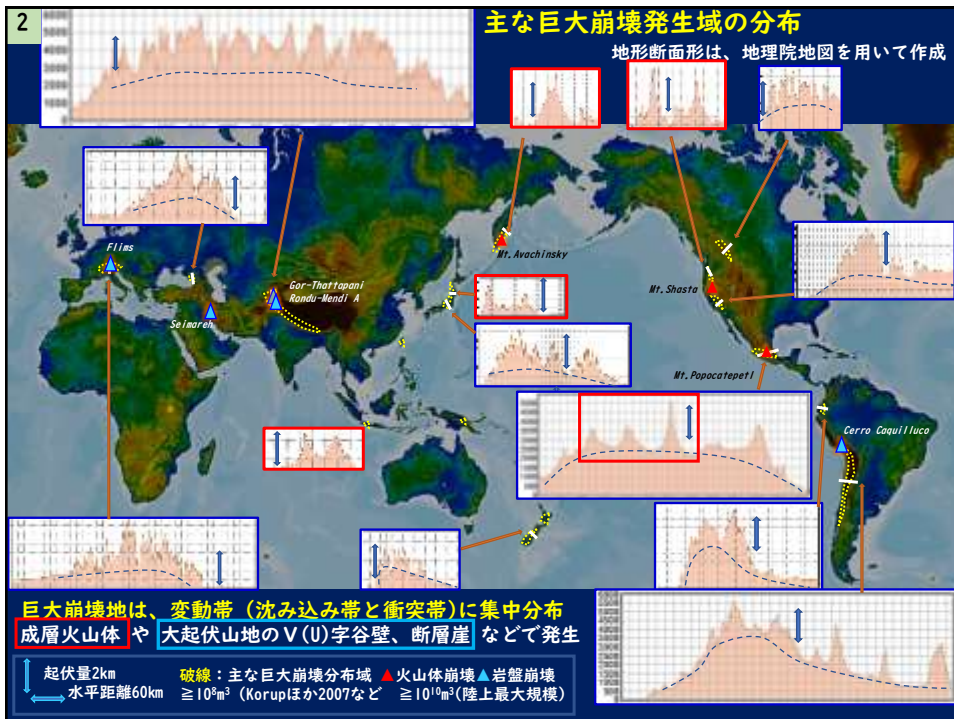 2
主な巨大崩壊発生域の分布
地形断面形は、地理院地図を用いて作成
6000
5000
4000
3000
2000
1000
Flims
Mt.Avachinsky
Gor-Thattapani
Rondu-Mendi A
Seimareh
Mt.Shasta
Mt.Popocatepetl
Cerro Caquilluco
巨大崩壊地は、変動帯（沈み込み帯と衝突帯）に集中分布
成層火山体 や 大起伏山地のV(U)字谷壁、断層崖 などで発生
起伏量2km
水平距離60km
破線：主な巨大崩壊分布域 ▲火山体崩壊 ▲岩盤崩壊
≧10⁸m³ (Korupほか2007など ≧10¹⁰m³(陸上最大規模)